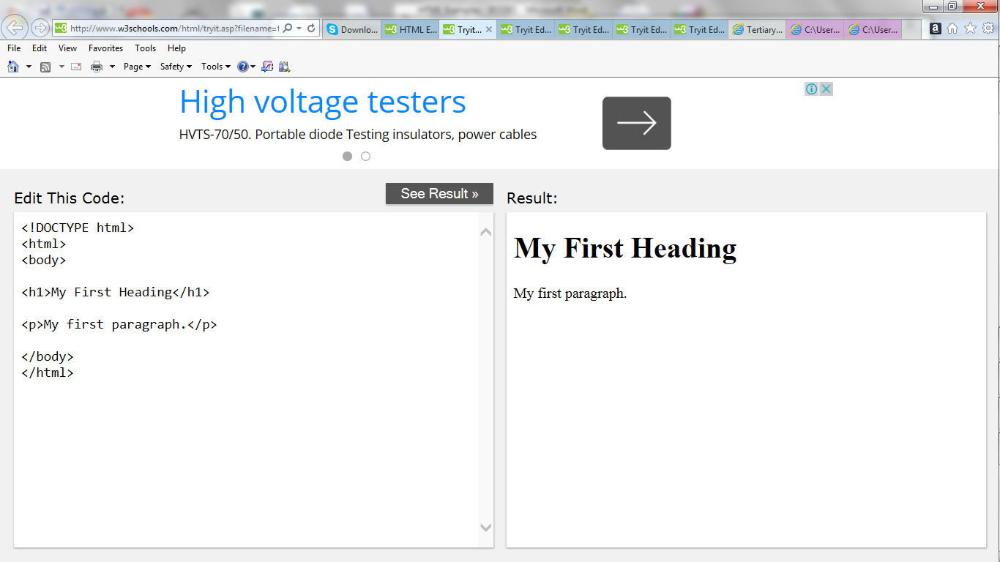 http://www.w3schools.com/html/tryit.asp?filename=
Downlo...
HTML E...
Tryit...
Tryit Ed...
Tryit Ed...
Tryit Ed...
Tryit Ed...
Tertiary...
C:\User...
C:\User...
File Edit View Favorites Tools Help
Page Safety Tools
High voltage testers
HVTS-70/50. Portable diode Testing insulators, power cables
Edit This Code:
See Result »
<!DOCTYPE html>
<html>
<body>
<h1>My First Heading</h1>
<p>My first paragraph.</p>
</body>
</html>
Result:
My First Heading
My first paragraph.